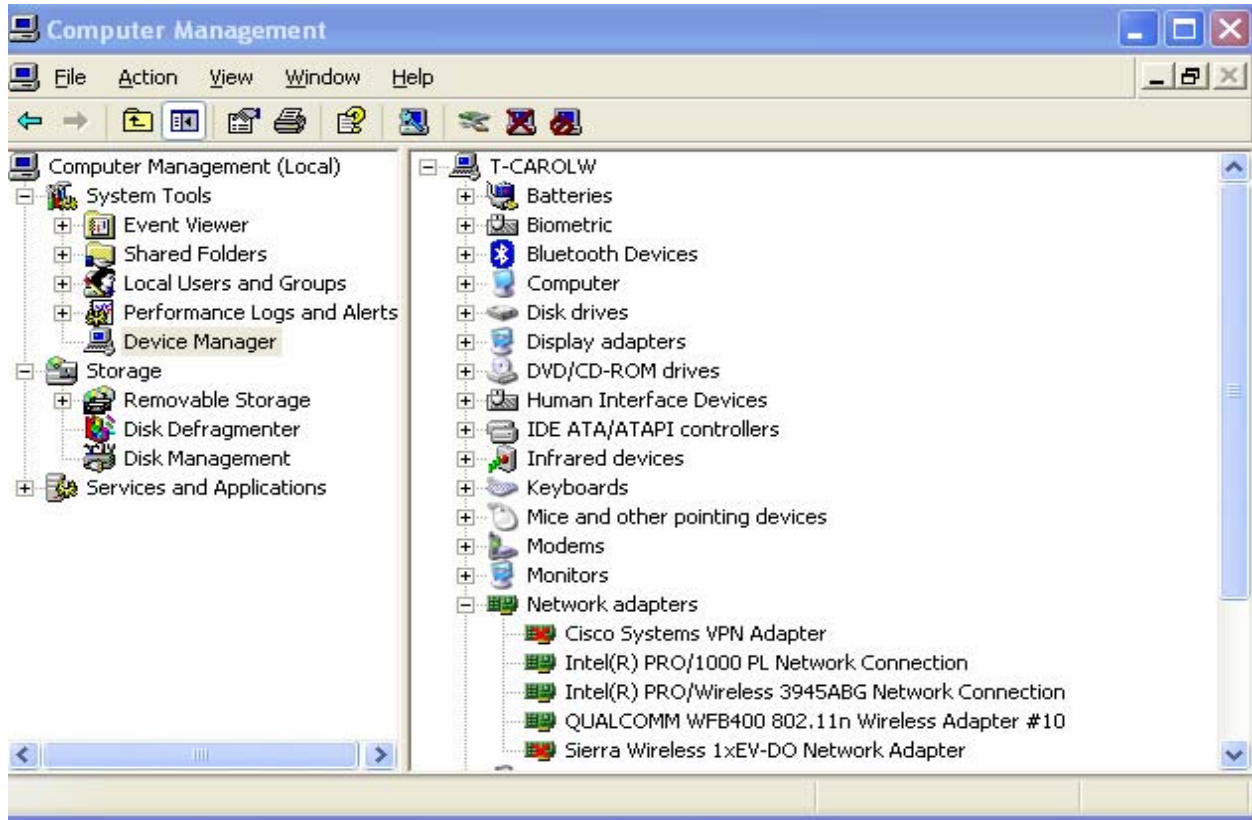 Computer Management
File Action View Window Help
Computer Management (Local)
System Tools
Event Viewer
Shared Folders
Local Users and Groups
Performance Logs and Alerts
Device Manager
Storage
Removable Storage
Disk Defragmenter
Disk Management
Services and Applications
T-CAROLW
Batteries
Biometric
Bluetooth Devices
Computer
Disk drives
Display adapters
DVD/CD-ROM drives
Human Interface Devices
IDE ATA/ATAPI controllers
Infrared devices
Keyboards
Mice and other pointing devices
Modems
Monitors
Network adapters
Cisco Systems VPN Adapter
Intel(R) PRO/1000 PL Network Connection
Intel(R) PRO/Wireless 3945ABG Network Connection
QUALCOMM WFB400 802.11n Wireless Adapter #10
Sierra Wireless 1xEV-DO Network Adapter